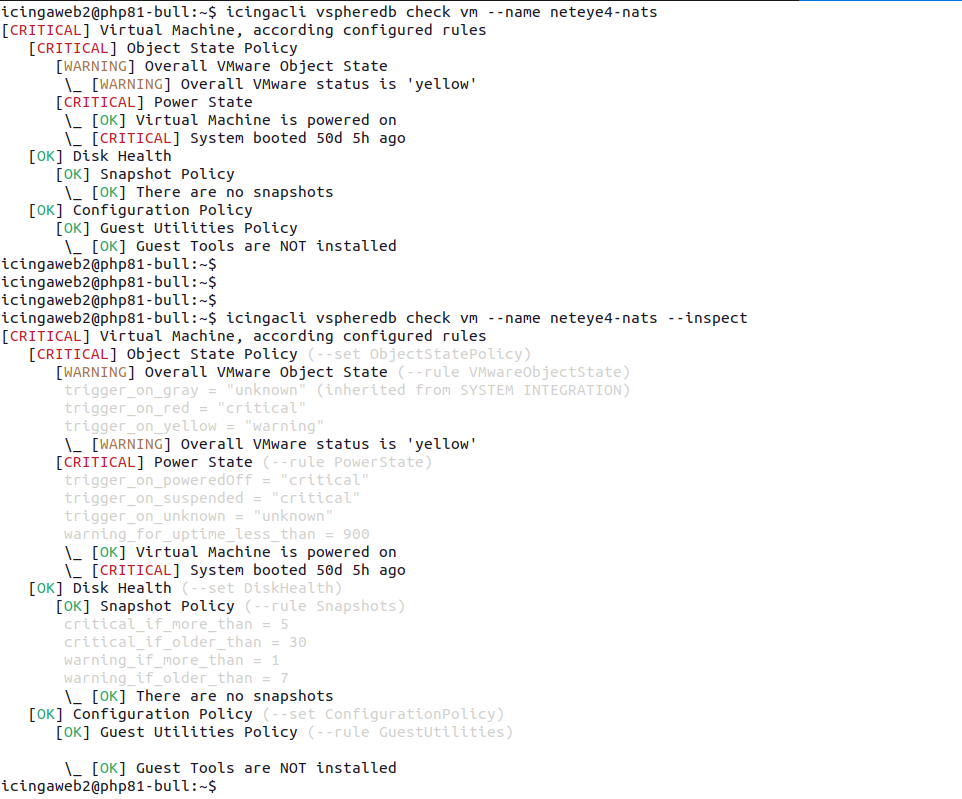 icingaweb2@php81-bull:~$ icingacli vspheredb check vm --name neteye4-nats
[CRITICAL] Virtual Machine, according configured rules
   [CRITICAL] Object State Policy
      [WARNING] Overall VMware Object State
       \_ [WARNING] Overall VMware status is 'yellow'
      [CRITICAL] Power State
       \_ [OK] Virtual Machine is powered on
       \_ [CRITICAL] System booted 50d 5h ago
   [OK] Disk Health
      [OK] Snapshot Policy
       \_ [OK] There are no snapshots
   [OK] Configuration Policy
      [OK] Guest Utilities Policy
       \_ [OK] Guest Tools are NOT installed
icingaweb2@php81-bull:~$
icingaweb2@php81-bull:~$
icingaweb2@php81-bull:~$
icingaweb2@php81-bull:~$ icingacli vspheredb check vm --name neteye4-nats --inspect
[CRITICAL] Virtual Machine, according configured rules
   [CRITICAL] Object State Policy (--set ObjectStatePolicy)
      [WARNING] Overall VMware Object State (--rule VMwareObjectState)
       trigger_on_gray = "unknown" (inherited from SYSTEM INTEGRATION)
       trigger_on_red = "critical"
       trigger_on_yellow = "warning"
       \_ [WARNING] Overall VMware status is 'yellow'
      [CRITICAL] Power State (--rule PowerState)
       trigger_on_poweredOff = "critical"
       trigger_on_suspended = "critical"
       trigger_on_unknown = "unknown"
       warning_for_uptime_less_than = 900
       \_ [OK] Virtual Machine is powered on
       \_ [CRITICAL] System booted 50d 5h ago
   [OK] Disk Health (--set DiskHealth)
      [OK] Snapshot Policy (--rule Snapshots)
       critical_if_more_than = 5
       critical_if_older_than = 30
       warning_if_more_than = 1
       warning_if_older_than = 7
       \_ [OK] There are no snapshots
   [OK] Configuration Policy (--set ConfigurationPolicy)
      [OK] Guest Utilities Policy (--rule GuestUtilities)
       \_ [OK] Guest Tools are NOT installed
icingaweb2@php81-bull:~$